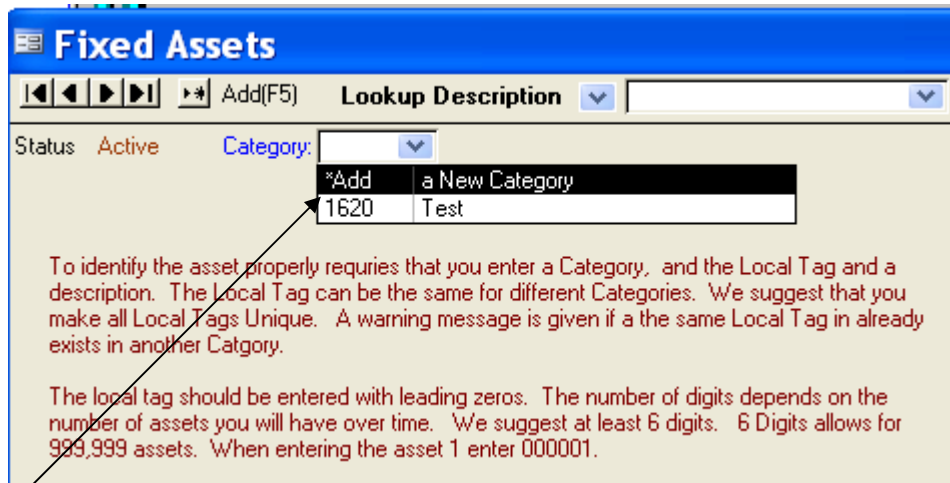 Fixed Assets
Add(F5) Lookup Description
Status Active Category:
*Add a New Category
1620 Test
To identify the asset properly requries that you enter a Category, and the Local Tag and a
description. The Local Tag can be the same for different Categories. We suggest that you
make all Local Tags Unique. A warning message is given if a the same Local Tag in already
exists in another Catgory.
The local tag should be entered with leading zeros. The number of digits depends on the
number of assets you will have over time. We suggest at least 6 digits. 6 Digits allows for
999,999 assets. When entering the asset 1 enter 000001.